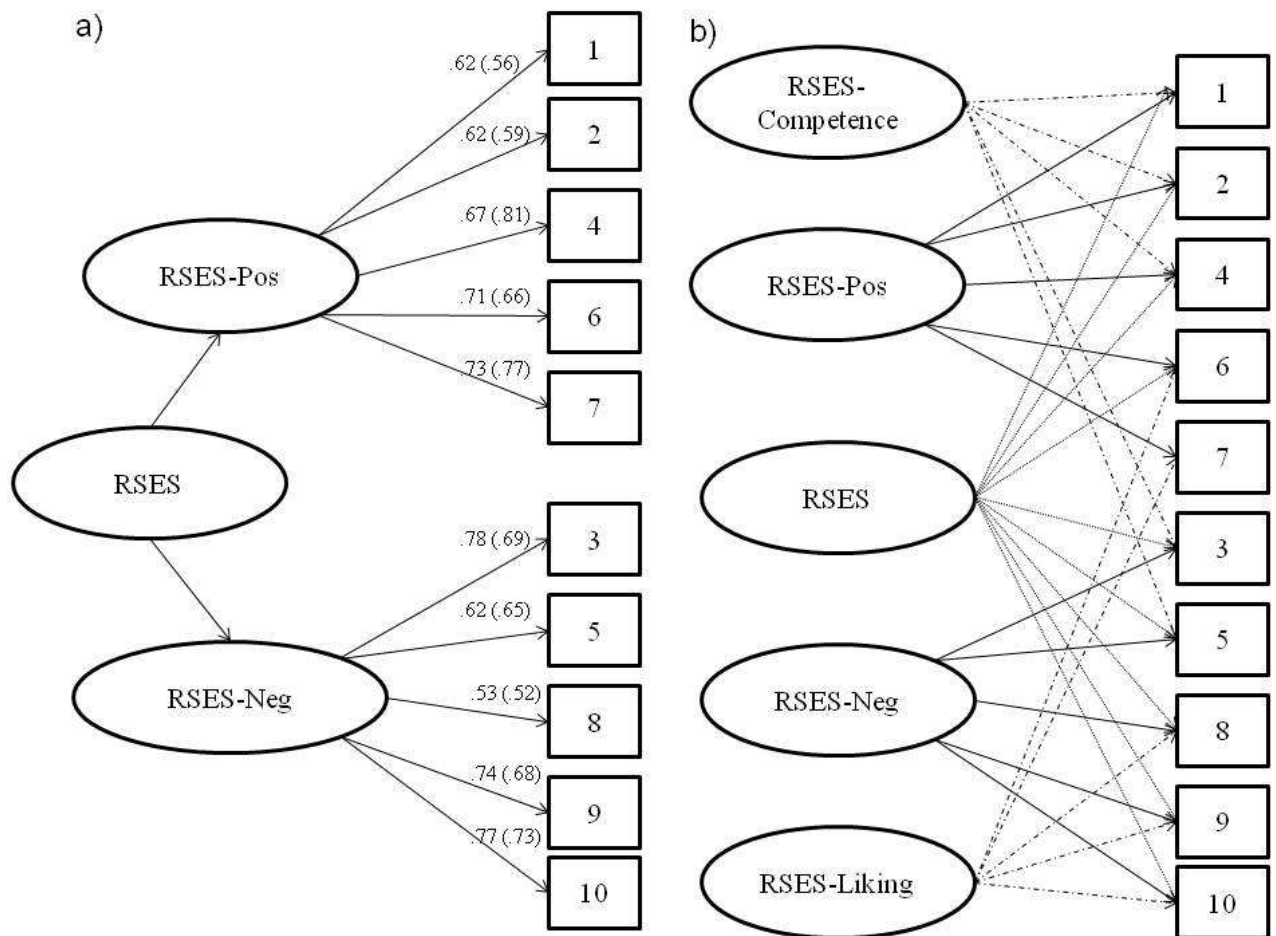 a)
.62 (.56)
1
.62 (.59)
2
.67 (.81)
4
RSES-Pos
.71 (.66)
6
.73 (.77)
7
RSES
.78 (.69)
3
.62 (.65)
5
RSES-Neg
.53 (.52)
8
.74 (.68)
9
.77 (.73)
10
b)
RSES-
Competence
RSES-Pos
RSES
RSES-Neg
RSES-Liking
1
2
4
6
7
3
5
8
9
10